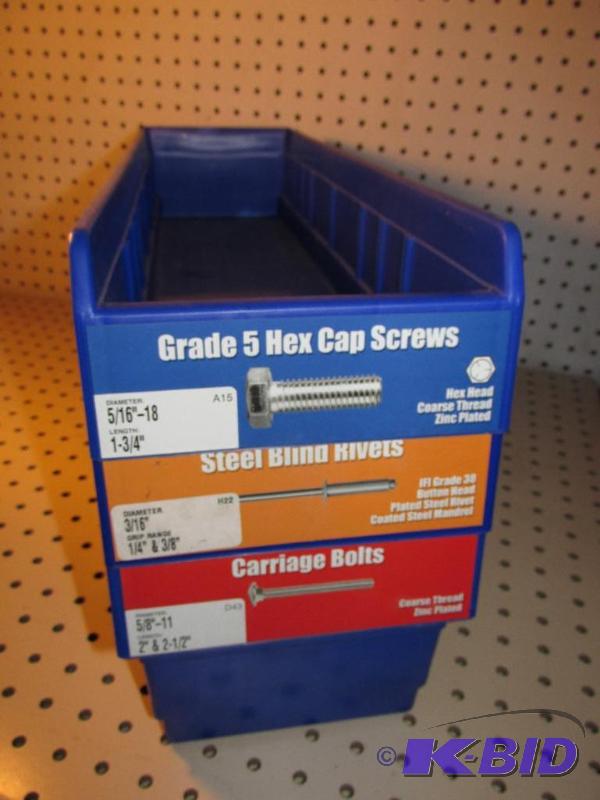 Grade 5 Hex Cap Screws
DIAMETER:
A15
5/16"–18
LENGTH:
1-3/4"
Hex Head
Coarse Thread
Zinc Plated
Steel Blind Rivets
DIAMETER
H22
3/16"
GRIP RANGE
1/4" & 3/8"
IFI Grade 30
Button Head
Plated Steel Rivet
Coated Steel Mandrel
Carriage Bolts
DIAMETER:
D43
5/8"–11
LENGTH:
2" & 2-1/2"
Coarse Thread
Zinc Plated
© K-BID